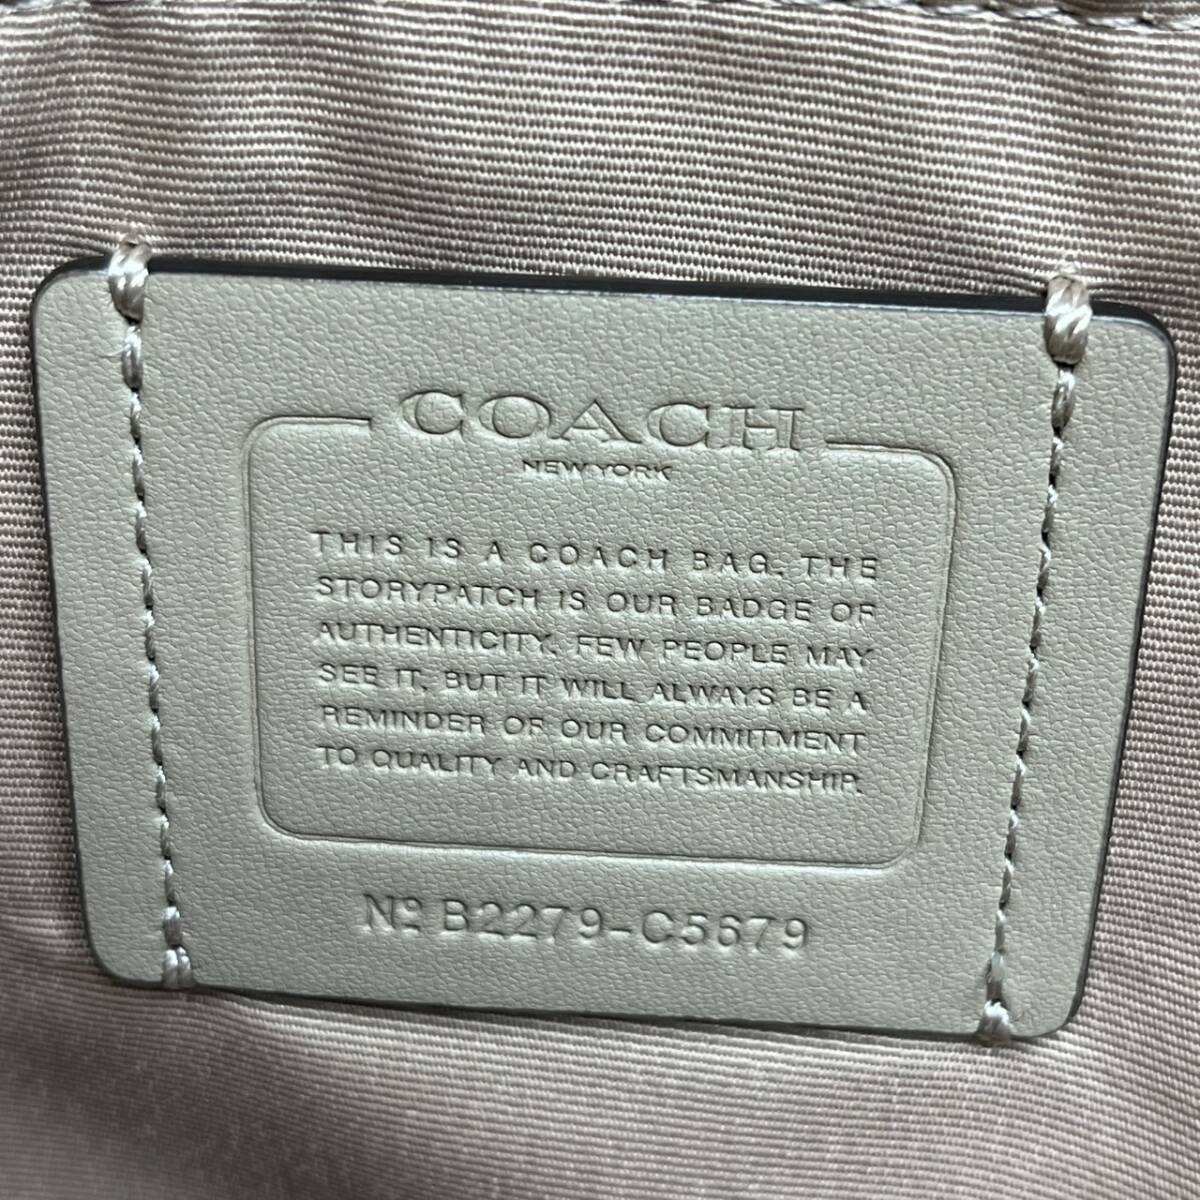 COACH
NEW YORK
THIS IS A COACH BAG. THE
STORYPATCH IS OUR BADGE OF
AUTHENTICITY. FEW PEOPLE MAY
SEE IT, BUT IT WILL ALWAYS BE A
REMINDER OF OUR COMMITMENT
TO QUALITY AND CRAFTSMANSHIP.
Nº B2279-C5679